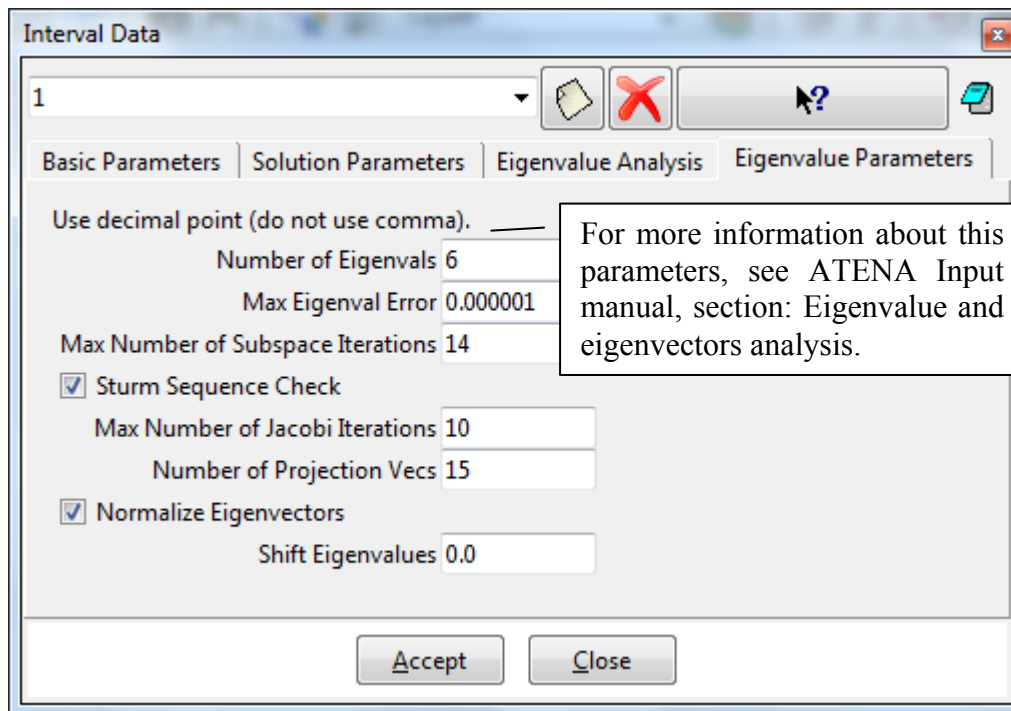 Interval Data
1
?
Basic Parameters Solution Parameters Eigenvalue Analysis Eigenvalue Parameters
Use decimal point (do not use comma).
For more information about this
parameters, see ATENA Input
manual, section: Eigenvalue and
eigenvectors analysis.
Number of Eigenvals 6
Max Eigenval Error 0.000001
Max Number of Subspace Iterations 14
Sturm Sequence Check
Max Number of Jacobi Iterations 10
Number of Projection Vecs 15
Normalize Eigenvectors
Shift Eigenvalues 0.0
Accept Close